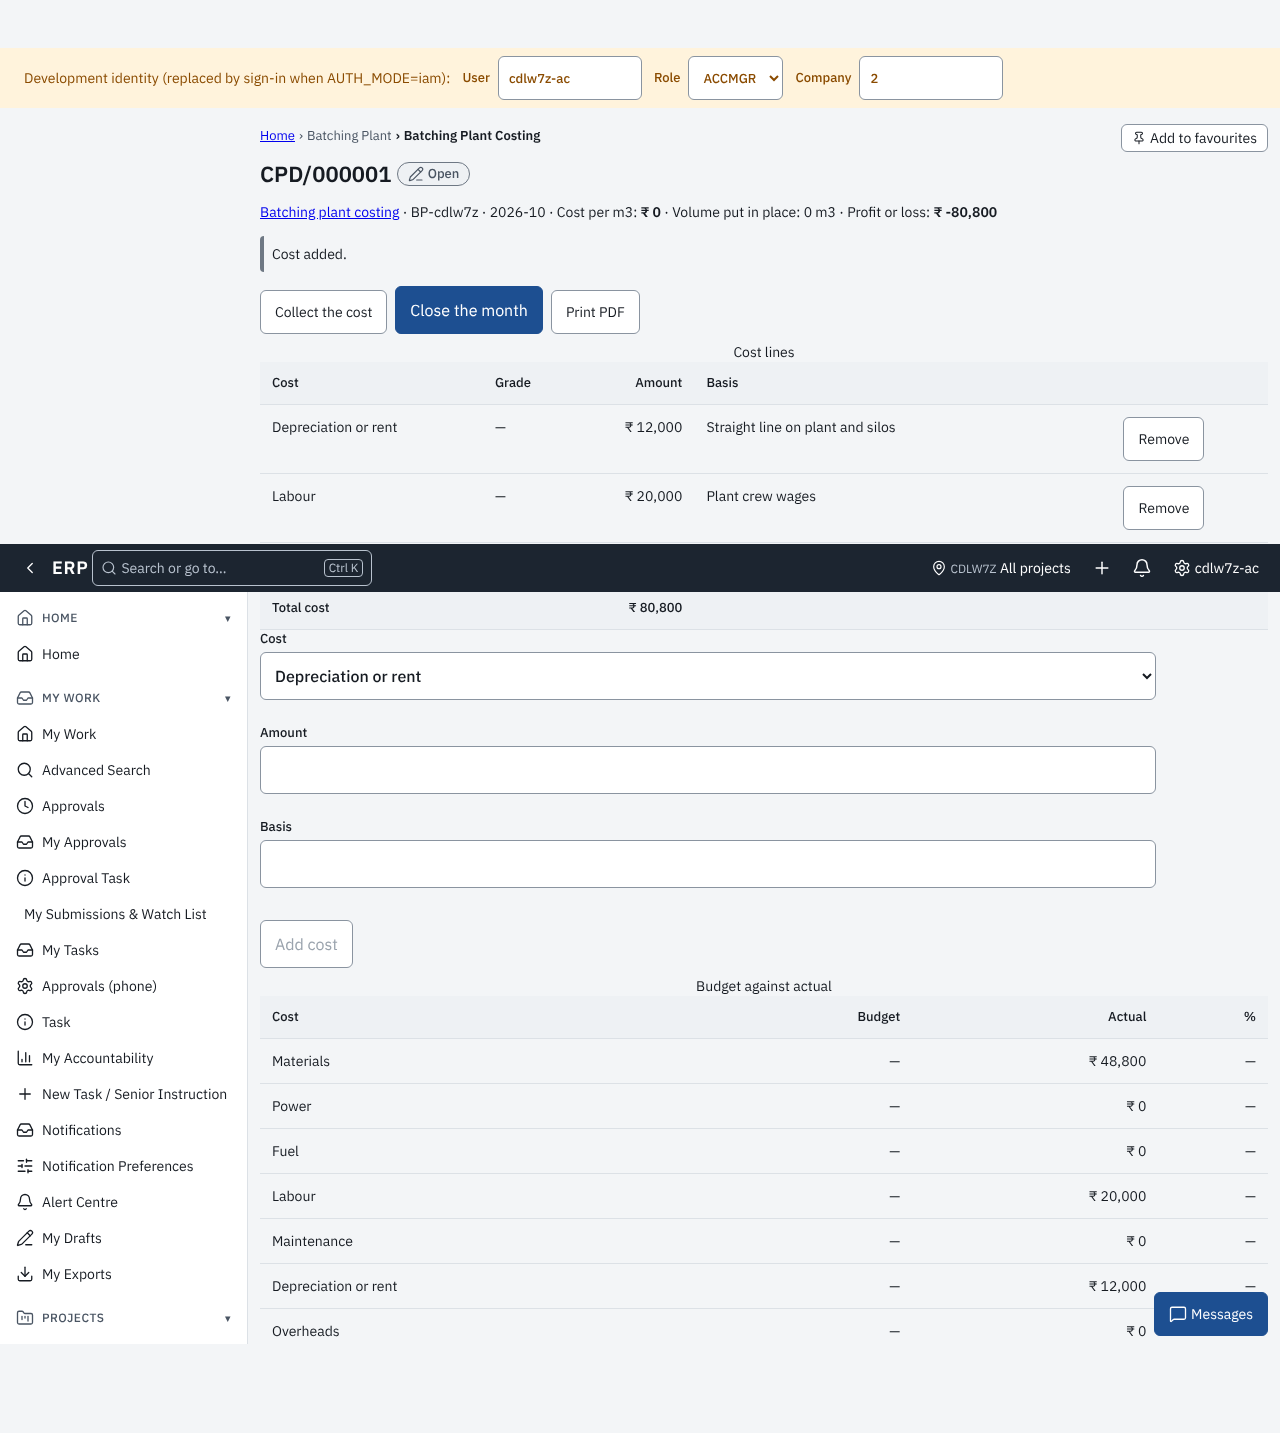 Development identity (replaced by sign-in when AUTH_MODE=iam): User cdlw7z-ac Role ACCMGR Company 2
Home › Batching Plant › Batching Plant Costing
Add to favourites
CPD/000001 Open
Batching plant costing · BP-cdlw7z · 2026-10 · Cost per m3: ₹ 0 · Volume put in place: 0 m3 · Profit or loss: ₹ -80,800
Cost added.
Collect the cost Close the month Print PDF
Cost lines
Cost Grade Amount Basis
Depreciation or rent — ₹ 12,000 Straight line on plant and silos Remove
Labour — ₹ 20,000 Plant crew wages Remove
ERP Search or go to... Ctrl K CDLW7Z All projects cdlw7z-ac
Total cost ₹ 80,800
Cost
Depreciation or rent
Amount
Basis
Add cost
Budget against actual
Cost Budget Actual %
Materials — ₹ 48,800 —
Power — ₹ 0 —
Fuel — ₹ 0 —
Labour — ₹ 20,000 —
Maintenance — ₹ 0 —
Depreciation or rent — ₹ 12,000 —
Overheads — ₹ 0
Messages
HOME
Home
MY WORK
My Work
Advanced Search
Approvals
My Approvals
Approval Task
My Submissions & Watch List
My Tasks
Approvals (phone)
Task
My Accountability
New Task / Senior Instruction
Notifications
Notification Preferences
Alert Centre
My Drafts
My Exports
PROJECTS